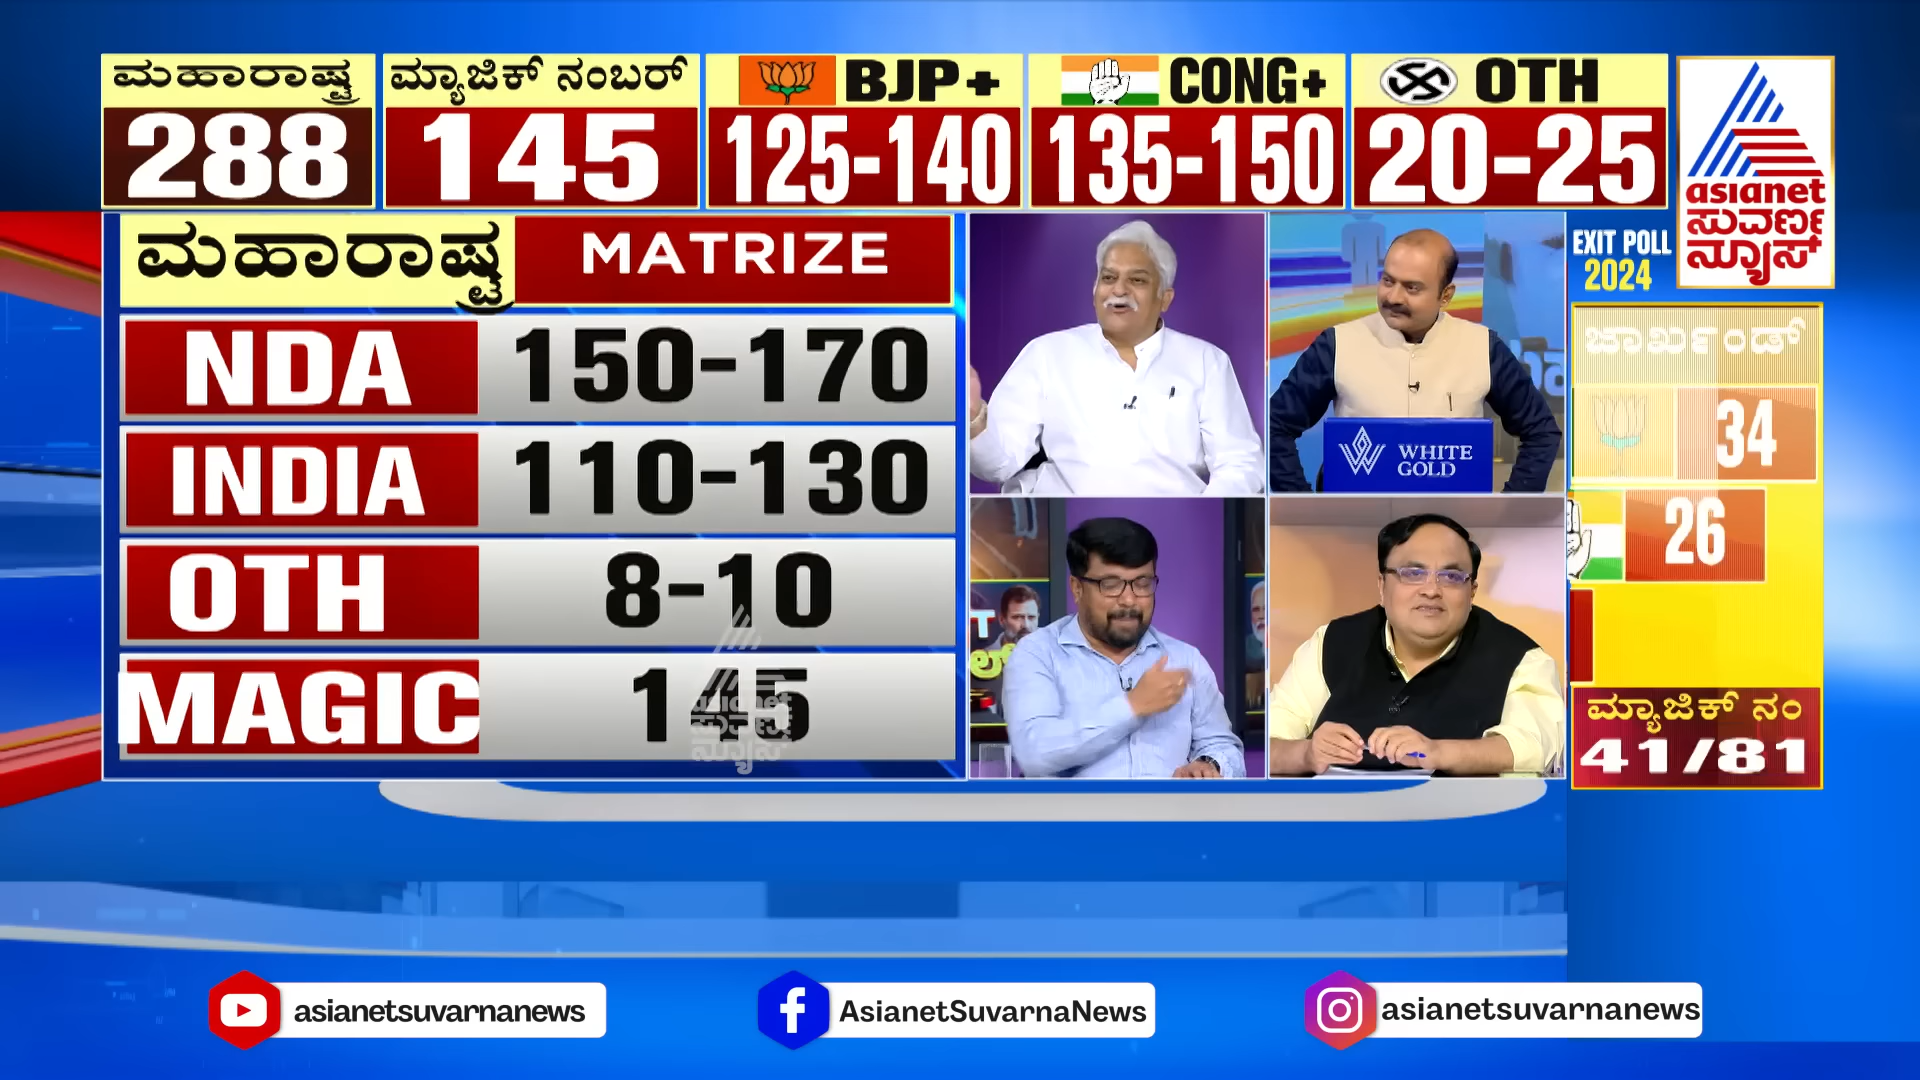 ಮಹಾರಾಷ್ಟ್ರ
288
ಮ್ಯಾಜಿಕ್ ನಂಬರ್
145
BJP+
125-140
CONG+
135-150
OTH
20-25
asianet
ಸುವರ್ಣ
ನ್ಯೂಸ್
EXIT POLL
2024
ಮಹಾರಾಷ್ಟ್ರ
MATRIZE
NDA
150-170
INDIA
110-130
OTH
8-10
MAGIC
145
asianet
ಸುವರ್ಣ
ನ್ಯೂಸ್
WHITE
GOLD
ಜಾರ್ಖಂಡ್
34
26
ಮ್ಯಾಜಿಕ್ ನಂ
41/81
asianetsuvarnanews
AsianetSuvarnaNews
asianetsuvarnanews